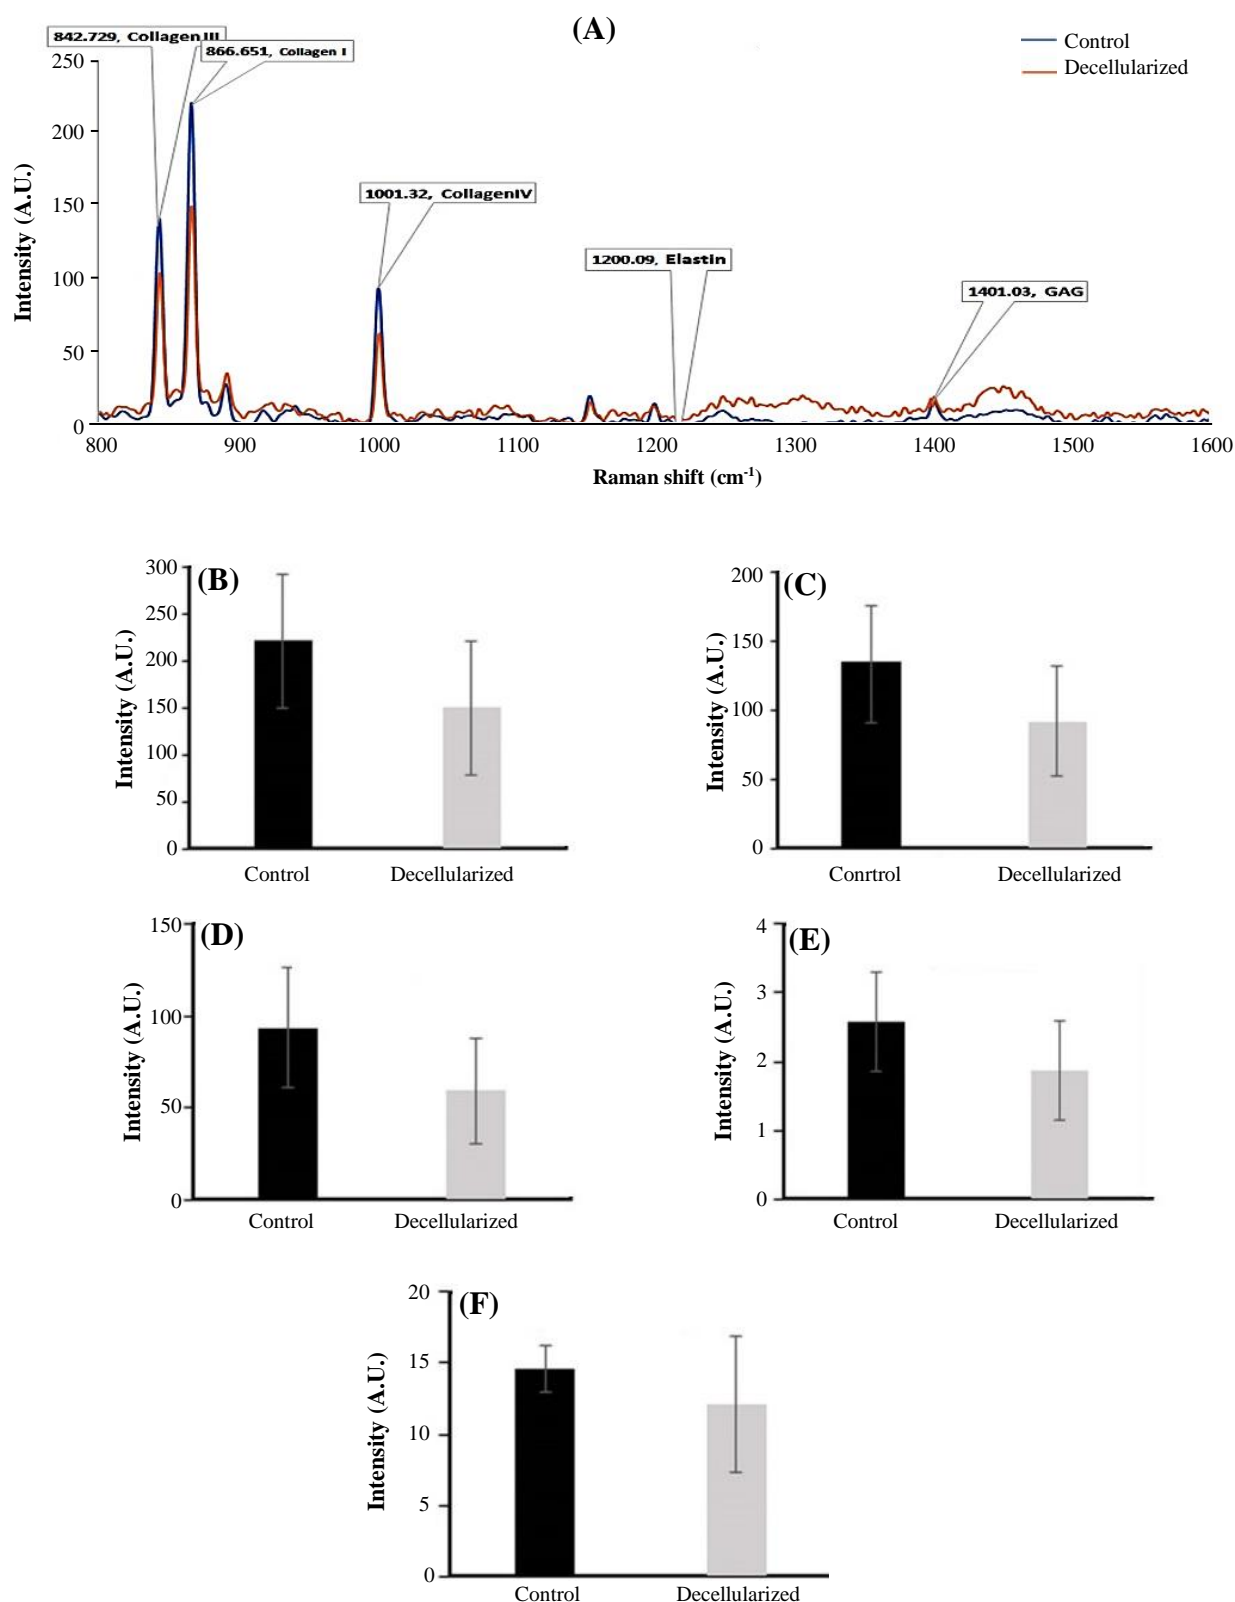 (A)
842.729, Collagen III
866.651, Collagen I
Control
Decellularized
250
200
150
100
50
0
Intensity (A.U.)
1001.32, CollagenIV
1200.09, Elastin
1401.03, GAG
800 900 1000 1100 1200 1300 1400 1500 1600
Raman shift (cm-1)
(B)
300
250
200
150
100
50
0
Intensity (A.U.)
Control Decellularized
(C)
200
150
100
50
0
Intensity (A.U.)
Conrtrol Decellularized
(D)
150
100
50
0
Intensity (A.U.)
Control Decellularized
(E)
4
3
2
1
0
Intensity (A.U.)
Control Decellularized
(F)
20
15
10
5
0
Intensity (A.U.)
Control Decellularized